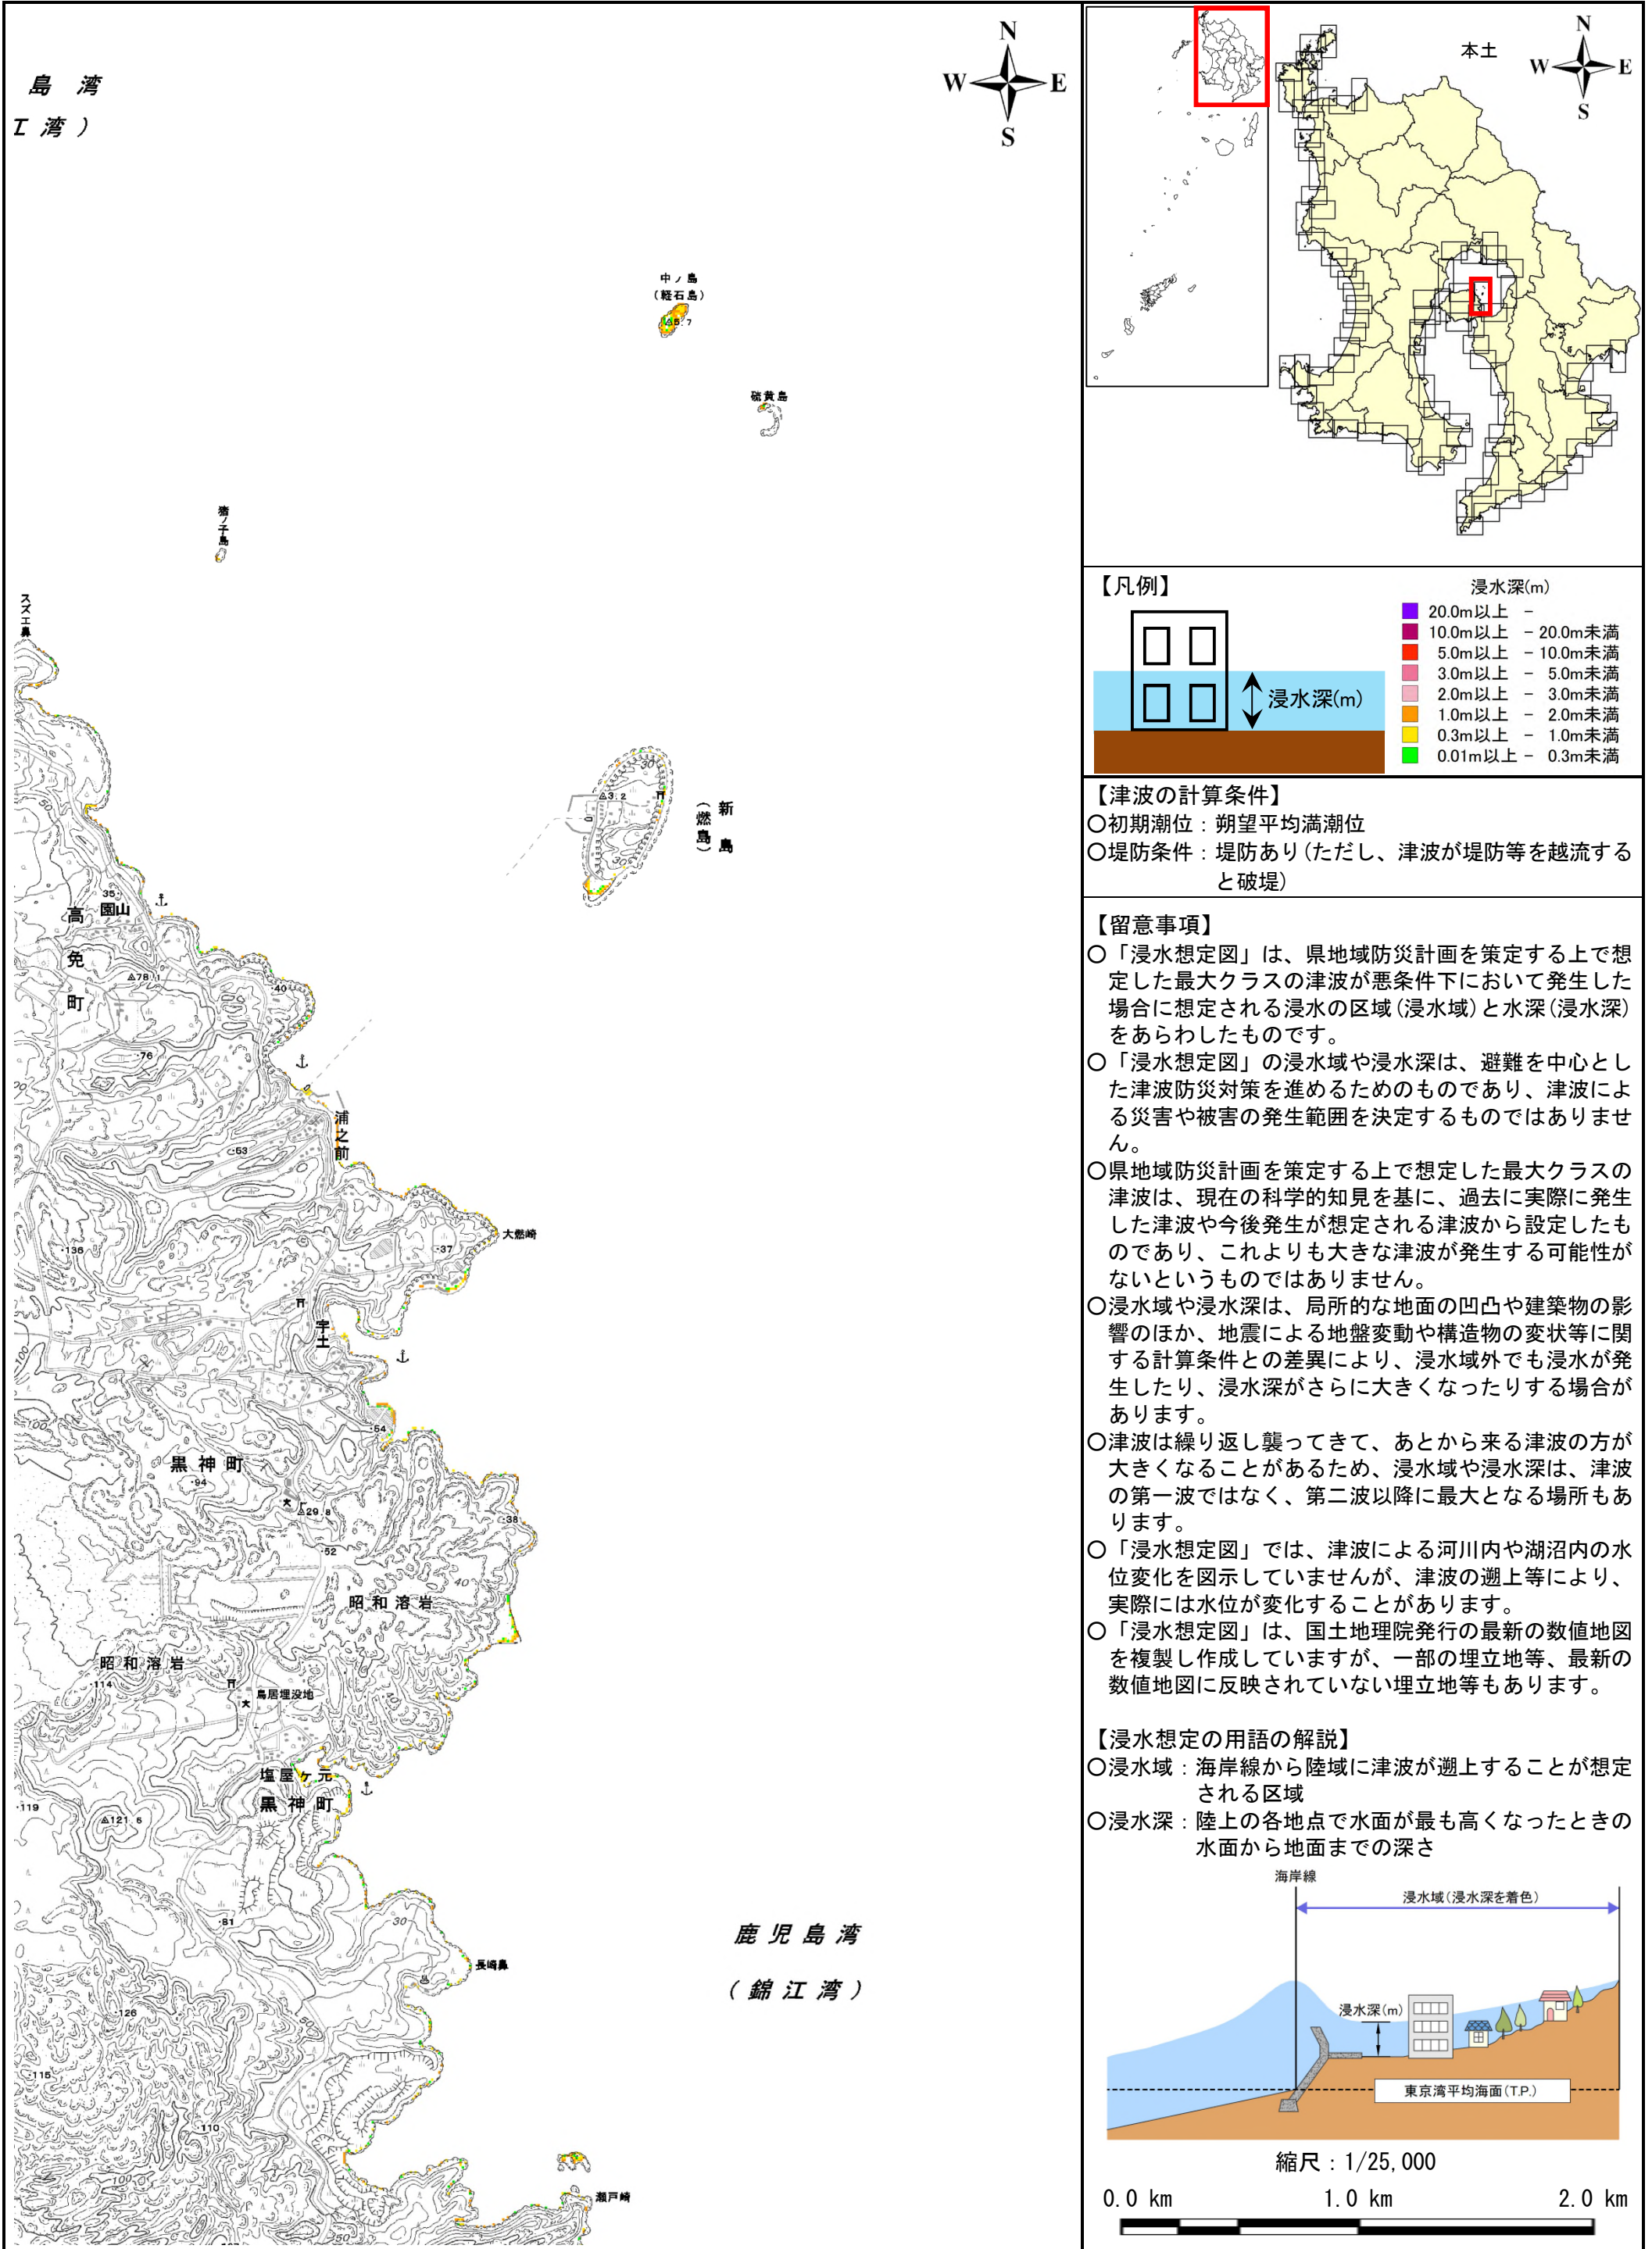 島 湾
江 湾 ）
N
W E
S
中ノ島
（軽石島）
△5.7
硫黄島
猪ノ子島
スズエ鼻
30
△3.2
新 島
（燃島）
30
50
35
園山
高 免 町
△78.1
40
76
浦之前
63
大燃崎
136
37
宇土
100
64
100
黒 神 町
94
△29.8
38
52
40
昭 和 溶 岩
昭 和 溶 岩
114
鳥居埋没地
40
塩屋ヶ元
黒 神 町
119
△121.6
81
30
長崎鼻
鹿 児 島 湾
（ 錦 江 湾 ）
126
50
115
110
100
瀬戸崎
50
本土
N
W E
S
【凡例】
浸水深(m)
浸水深(m)
20.0m以上 －
10.0m以上 － 20.0m未満
5.0m以上 － 10.0m未満
3.0m以上 － 5.0m未満
2.0m以上 － 3.0m未満
1.0m以上 － 2.0m未満
0.3m以上 － 1.0m未満
0.01m以上 － 0.3m未満
【津波の計算条件】
○初期潮位：朔望平均満潮位
○堤防条件：堤防あり(ただし、津波が堤防等を越流する
と破堤)
【留意事項】
○「浸水想定図」は、県地域防災計画を策定する上で想
定した最大クラスの津波が悪条件下において発生した
場合に想定される浸水の区域(浸水域)と水深(浸水深)
をあらわしたものです。
○「浸水想定図」の浸水域や浸水深は、避難を中心とし
た津波防災対策を進めるためのものであり、津波によ
る災害や被害の発生範囲を決定するものではありませ
ん。
○県地域防災計画を策定する上で想定した最大クラスの
津波は、現在の科学的知見を基に、過去に実際に発生
した津波や今後発生が想定される津波から設定したも
のであり、これよりも大きな津波が発生する可能性が
ないというものではありません。
○浸水域や浸水深は、局所的な地面の凹凸や建築物の影
響のほか、地震による地盤変動や構造物の変状等に関
する計算条件との差異により、浸水域外でも浸水が発
生したり、浸水深がさらに大きくなったりする場合が
あります。
○津波は繰り返し襲ってきて、あとから来る津波の方が
大きくなることがあるため、浸水域や浸水深は、津波
の第一波ではなく、第二波以降に最大となる場所もあ
ります。
○「浸水想定図」では、津波による河川内や湖沼内の水
位変化を図示していませんが、津波の遡上等により、
実際には水位が変化することがあります。
○「浸水想定図」は、国土地理院発行の最新の数値地図
を複製し作成していますが、一部の埋立地等、最新の
数値地図に反映されていない埋立地等もあります。
【浸水想定の用語の解説】
○浸水域：海岸線から陸域に津波が遡上することが想定
される区域
○浸水深：陸上の各地点で水面が最も高くなったときの
水面から地面までの深さ
海岸線
浸水域(浸水深を着色)
浸水深(m)
東京湾平均海面(T.P.)
縮尺：1/25,000
0.0 km 1.0 km 2.0 km